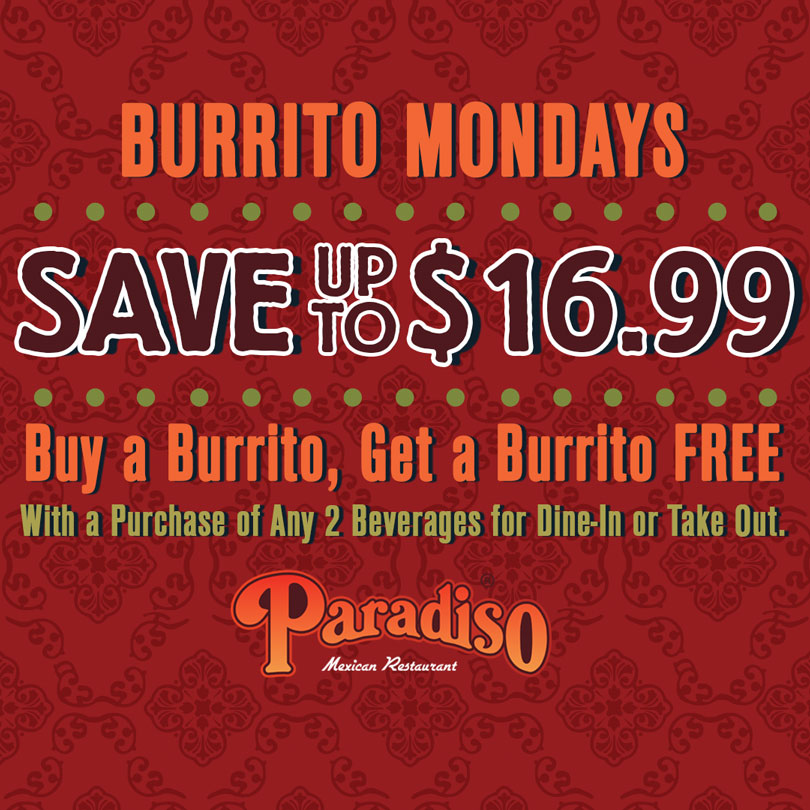 BURRITO MONDAYS
SAVE UP TO $16.99
Buy a Burrito, Get a Burrito FREE
With a Purchase of Any 2 Beverages for Dine-In or Take Out.
Paradiso®
Mexican Restaurant